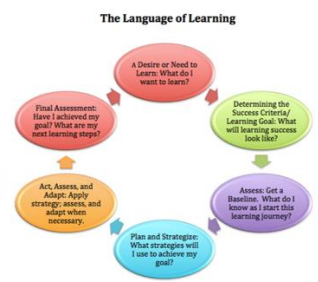 The Language of Learning
A Desire or Need to
Learn: What do I
want to learn?
Determining the
Success Criteria/
Learning Goal: What
will learning success
look like?
Assess: Get a
Baseline. What do I
know as I start this
learning journey?
Plan and Strategize:
What strategies will
I use to achieve my
goal?
Act, Assess, and
Adapt: Apply
strategy; assess, and
adapt when
necessary.
Final Assessment:
Have I achieved my
goal? What are my
next learning steps?